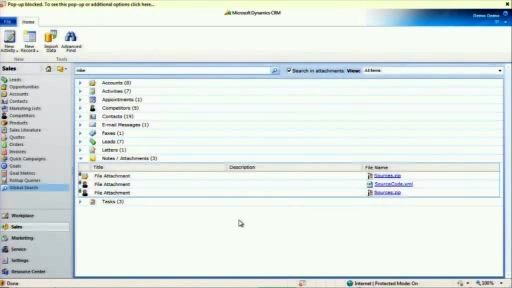 Pop-up blocked. To see this pop-up or additional options click here...
Microsoft Dynamics CRM
Demo Demo
File
Home
New Activity
New Record
Import Data
Advanced Find
New
Tools
Sales
Leads
Opportunities
Accounts
Contacts
Marketing Lists
Competitors
Products
Sales Literature
Quotes
Orders
Invoices
Quick Campaigns
Goals
Goal Metrics
Rollup Queries
Global Search
Workplace
Sales
Marketing
Service
Settings
Resource Center
Search in attachments View: All Items
Accounts (8)
Activities (7)
Appointments (1)
Competitors (5)
Contacts (19)
E-mail Messages (1)
Faxes (1)
Leads (7)
Letters (1)
Notes / Attachments (3)
Title Description File Name
File Attachment Sources.zip
File Attachment SourceCode.xml
File Attachment Sources.zip
Tasks (3)
Done
Internet | Protected Mode: On
100%